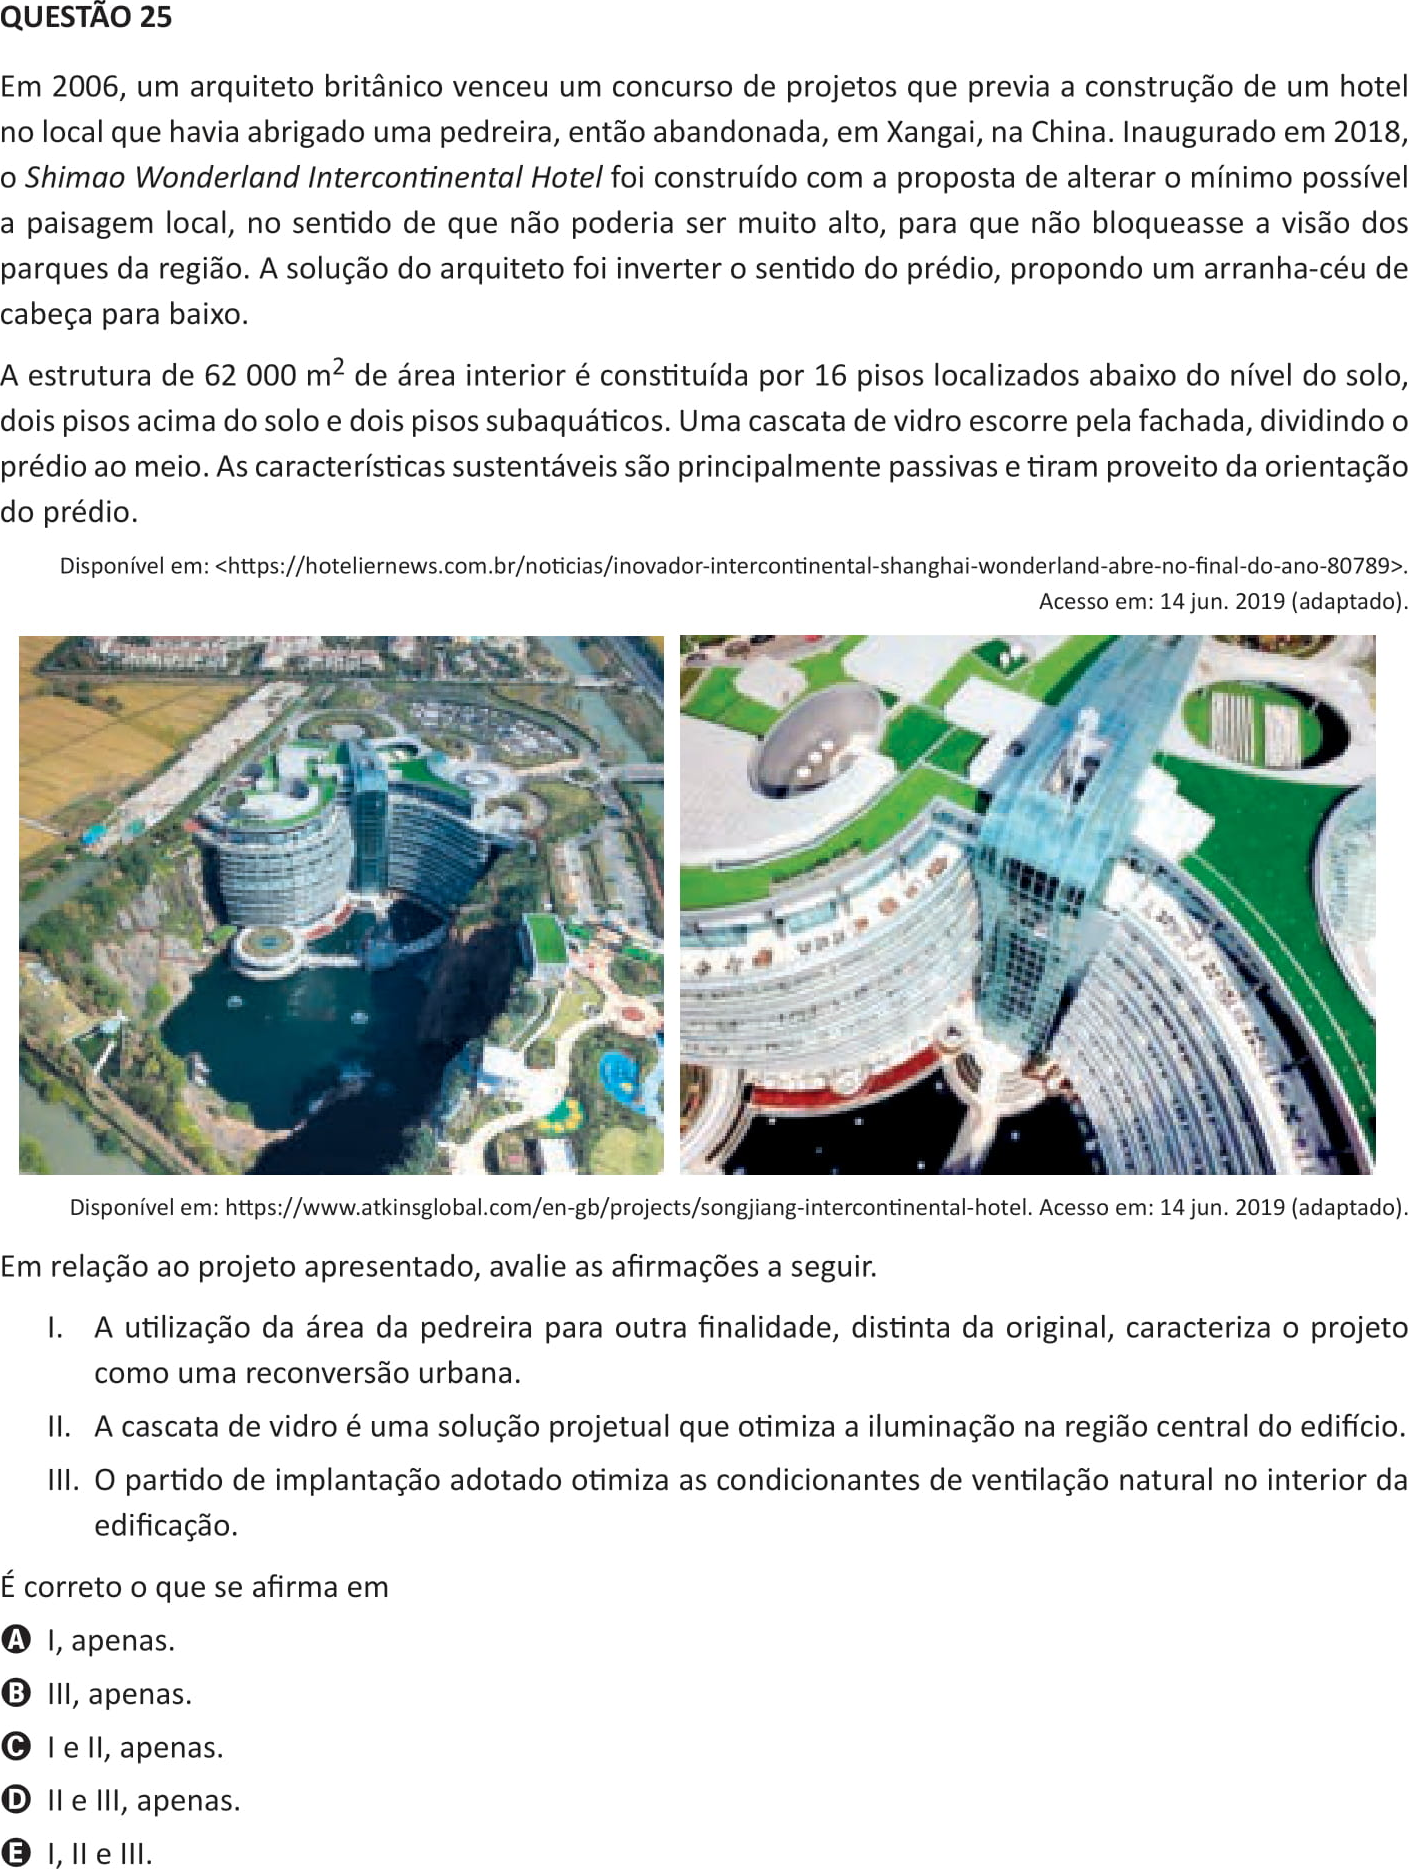 QUESTÃO 25
Em 2006, um arquiteto britânico venceu um concurso de projetos que previa a construção de um hotel
no local que havia abrigado uma pedreira, então abandonada, em Xangai, na China. Inaugurado em 2018,
o Shimao Wonderland Intercontinental Hotel foi construído com a proposta de alterar o mínimo possível
a paisagem local, no sentido de que não poderia ser muito alto, para que não bloqueasse a visão dos
parques da região. A solução do arquiteto foi inverter o sentido do prédio, propondo um arranha-céu de
cabeça para baixo.
A estrutura de 62 000 m² de área interior é constituída por 16 pisos localizados abaixo do nível do solo,
dois pisos acima do solo e dois pisos subaquáticos. Uma cascata de vidro escorre pela fachada, dividindo o
prédio ao meio. As características sustentáveis são principalmente passivas e tiram proveito da orientação
do prédio.
Disponível em: <https://hoteliernews.com.br/noticias/inovador-intercontinental-shanghai-wonderland-abre-no-final-do-ano-80789>.
Acesso em: 14 jun. 2019 (adaptado).
Disponível em: https://www.atkinsglobal.com/en-gb/projects/songjiang-intercontinental-hotel. Acesso em: 14 jun. 2019 (adaptado).
Em relação ao projeto apresentado, avalie as afirmações a seguir.
I. A utilização da área da pedreira para outra finalidade, distinta da original, caracteriza o projeto
como uma reconversão urbana.
II. A cascata de vidro é uma solução projetual que otimiza a iluminação na região central do edifício.
III. O partido de implantação adotado otimiza as condicionantes de ventilação natural no interior da
edificação.
É correto o que se afirma em
A I, apenas.
B III, apenas.
C I e II, apenas.
D II e III, apenas.
E I, II e III.